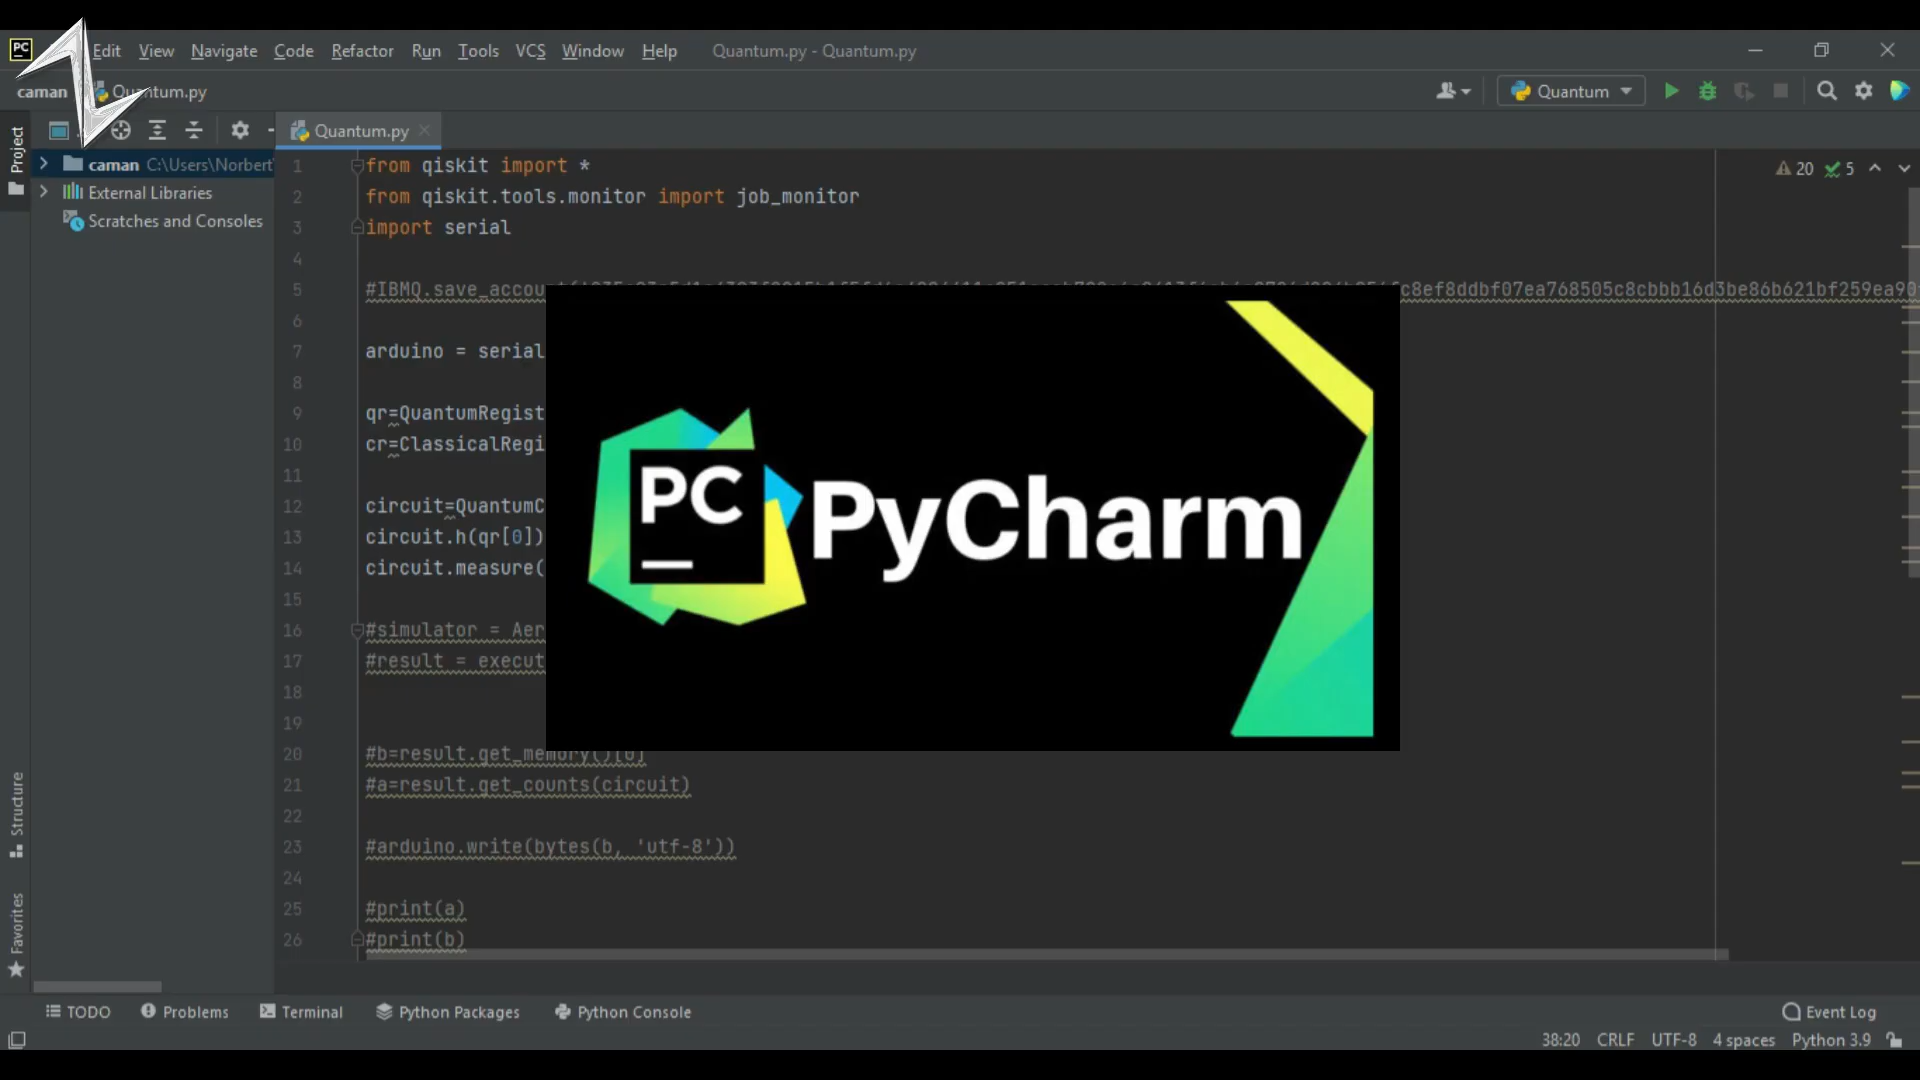 PC Edit View Navigate Code Refactor Run Tools VCS Window Help Quantum.py - Quantum.py
caman Quantum.py Quantum
Quantum.py
Project
caman C:\Users\Norbert
External Libraries
Scratches and Consoles
20 5
1 from qiskit import *
2 from qiskit.tools.monitor import job_monitor
3 import serial
4
5 #IBMQ.save_accou c8ef8ddbf07ea768505c8cbbb16d3be86b621bf259ea90
6
7 arduino = serial
8
9 qr=QuantumRegist
10 cr=ClassicalRegi
11
12 circuit=QuantumC
13 circuit.h(qr[0])
14 circuit.measure(
15
16 #simulator = Aer
17 #result = execut
18
19
20 #b=result.get_memory()[0]
21 #a=result.get_counts(circuit)
22
23 #arduino.write(bytes(b, 'utf-8'))
24
25 #print(a)
26 #print(b)
PC PyCharm
Structure
Favorites
TODO Problems Terminal Python Packages Python Console Event Log
38:20 CRLF UTF-8 4 spaces Python 3.9